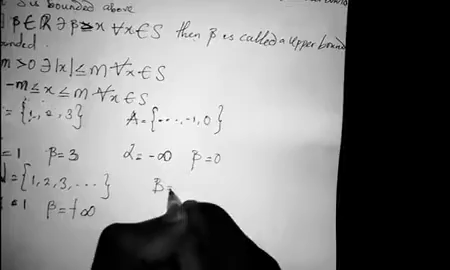 S is bounded above
β ∈ ℝ ∋ β ≥ x ∀x ∈ S then β is called a upper bound
ounded.
m > 0 ∋ |x| ≤ m ∀x ∈ S
-m ≤ x ≤ m ∀x ∈ S
= {1, 2, 3} A = {....,-1, 0}
= 1 β = 3 α = -∞ β = 0
= {1, 2, 3, ...} B =
= 1 β = +∞